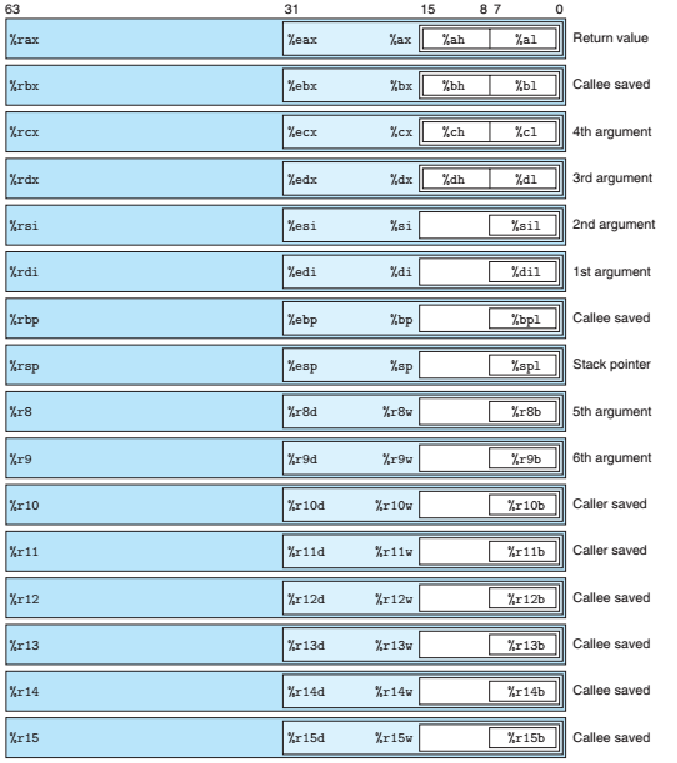 63 31 15 8 7 0
%rax %eax %ax %ah %al Return value
%rbx %ebx %bx %bh %bl Callee saved
%rcx %ecx %cx %ch %cl 4th argument
%rdx %edx %dx %dh %dl 3rd argument
%rsi %esi %si %sil 2nd argument
%rdi %edi %di %dil 1st argument
%rbp %ebp %bp %bpl Callee saved
%rsp %esp %sp %spl Stack pointer
%r8 %r8d %r8w %r8b 5th argument
%r9 %r9d %r9w %r9b 6th argument
%r10 %r10d %r10w %r10b Caller saved
%r11 %r11d %r11w %r11b Caller saved
%r12 %r12d %r12w %r12b Callee saved
%r13 %r13d %r13w %r13b Callee saved
%r14 %r14d %r14w %r14b Callee saved
%r15 %r15d %r15w %r15b Callee saved